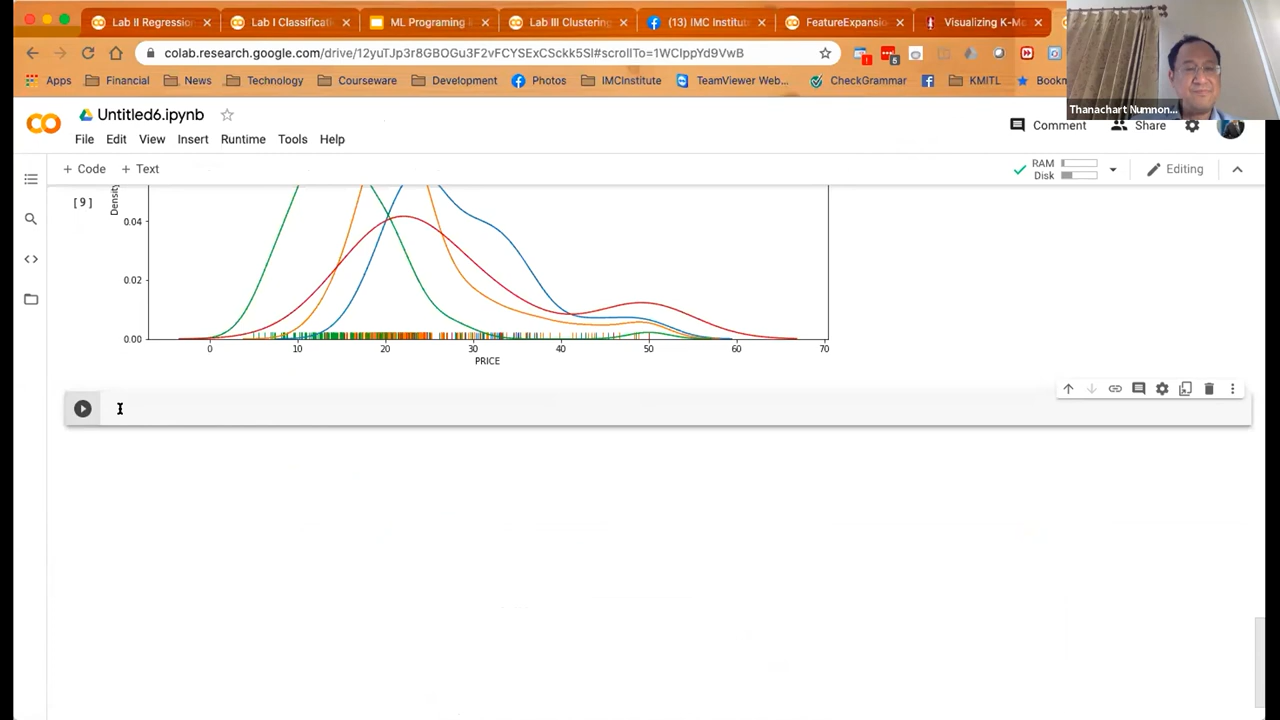 Lab II Regressio
Lab I Classificati
ML Programing i
Lab III Clustering
(13) IMC Institut
FeatureExpansio
Visualizing K-Me
colab.research.google.com/drive/12yuTJp3r8GBOGu3F2vFCYSExCSckk5Sl#scrollTo=1WCIppYd9VwB
Apps
Financial
News
Technology
Courseware
Development
Photos
IMCInstitute
TeamViewer Web...
CheckGrammar
KMITL
Bookm
Thanachart Numnon...
Untitled6.ipynb
File Edit View Insert Runtime Tools Help
Comment
Share
+ Code + Text
RAM
Disk
Editing
[9]
Density
0.04
0.02
0.00
0 10 20 30 40 50 60 70
PRICE